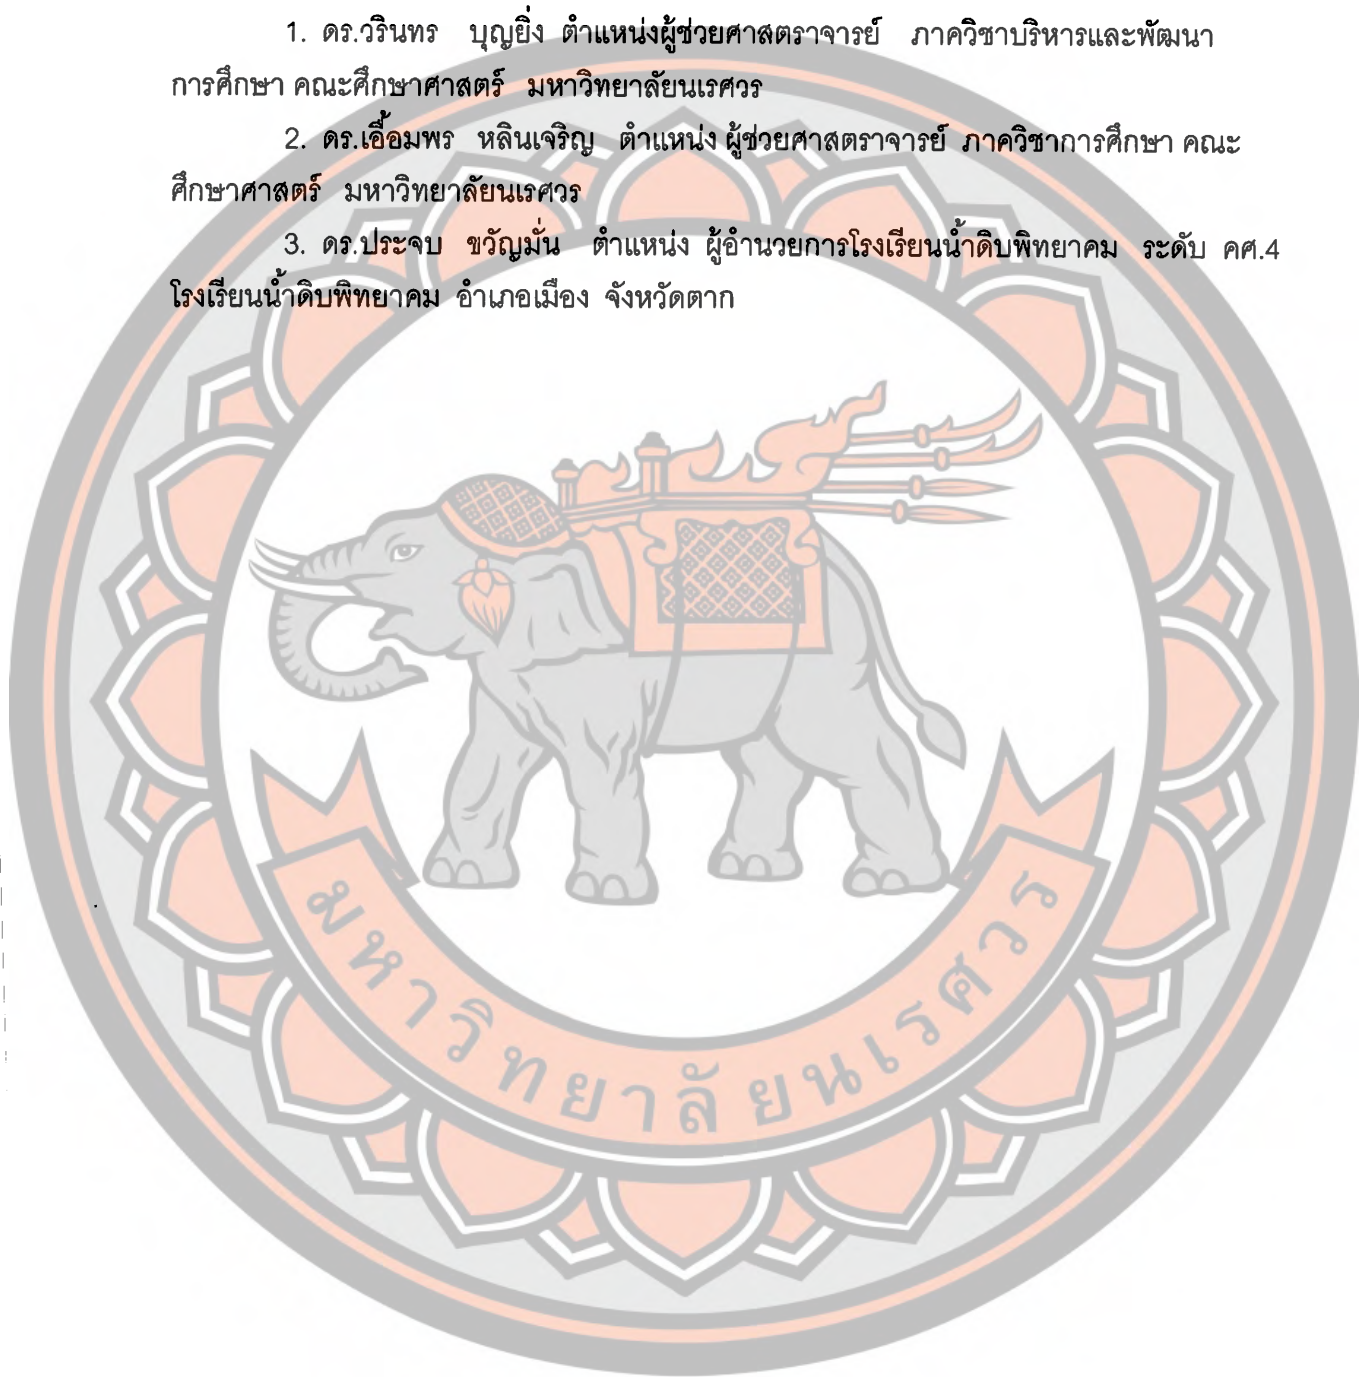 1. ดร.วรินทร บุญยิ่ง ตำแหน่งผู้ช่วยศาสตราจารย์ ภาควิชาบริหารและพัฒนา
การศึกษา คณะศึกษาศาสตร์ มหาวิทยาลัยนเรศวร
2. ดร.เอื้อมพร หลินเจริญ ตำแหน่ง ผู้ช่วยศาสตราจารย์ ภาควิชาการศึกษา คณะ
ศึกษาศาสตร์ มหาวิทยาลัยนเรศวร
3. ดร.ประจบ ขวัญมั่น ตำแหน่ง ผู้อำนวยการโรงเรียนน้ำดิบพิทยาคม ระดับ คศ.4
โรงเรียนน้ำดิบพิทยาคม อำเภอเมือง จังหวัดตาก
มหาวิทยาลัยนเรศวร